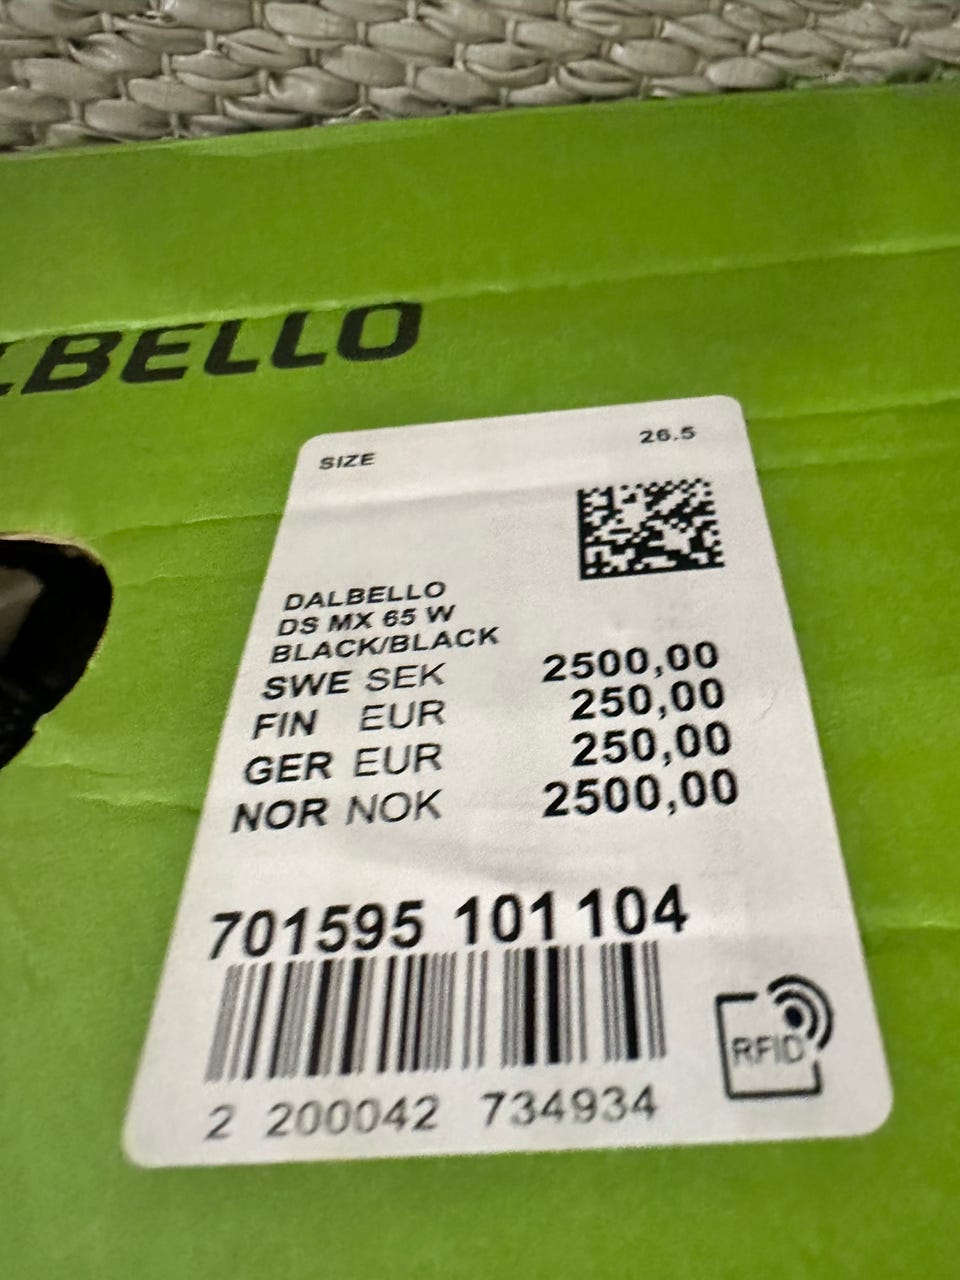 LBELLO
SIZE 26.5
DALBELLO
DS MX 65 W
BLACK/BLACK
SWE SEK 2500,00
FIN EUR 250,00
GER EUR 250,00
NOR NOK 2500,00
701595 101 104
RFID
2 200042 734934